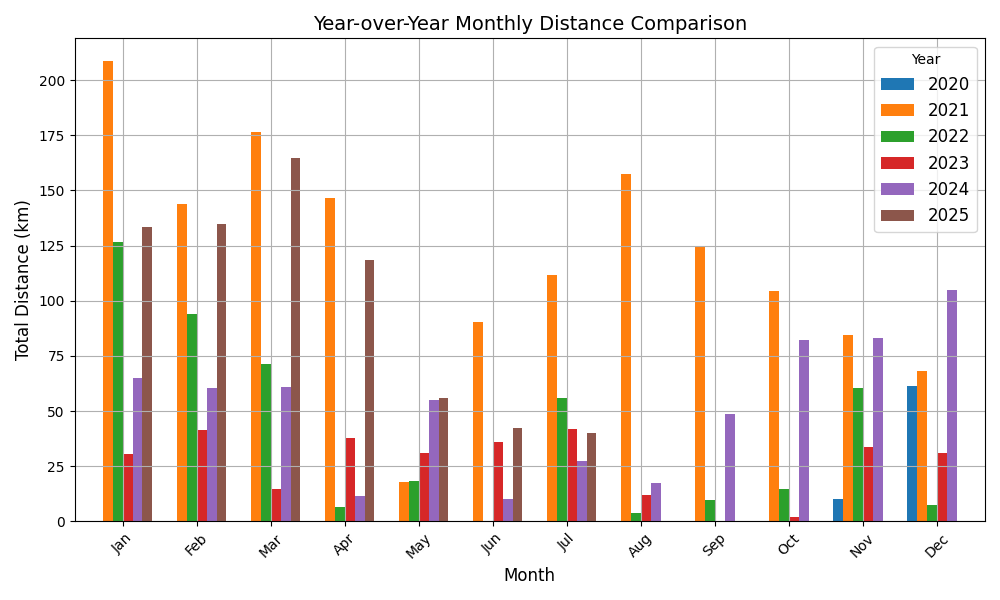 Year-over-Year Monthly Distance Comparison
Total Distance (km)
200
175
150
125
100
75
50
25
0
Year
2020
2021
2022
2023
2024
2025
Jan
Feb
Mar
Apr
May
Jun
Jul
Aug
Sep
Oct
Nov
Dec
Month